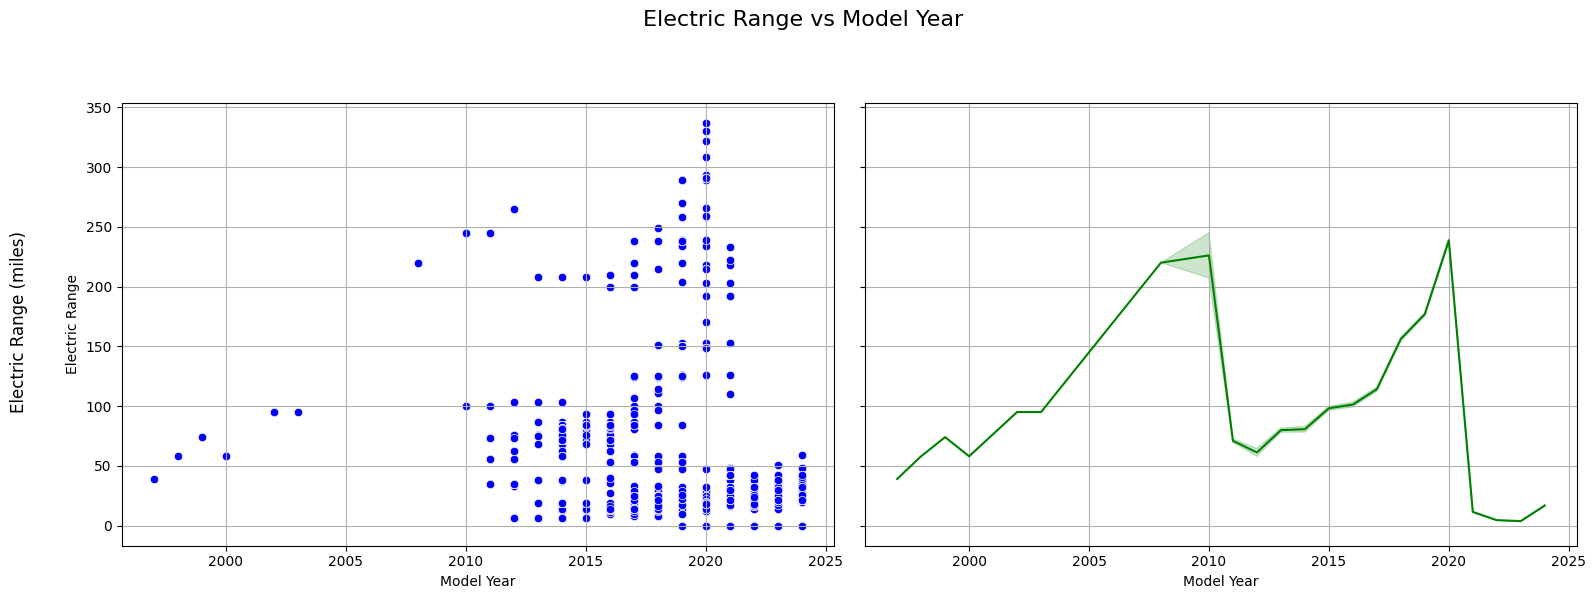 Electric Range vs Model Year
Electric Range (miles)
Electric Range
350
300
250
200
150
100
50
0
2000 2005 2010 2015 2020 2025
Model Year
2000 2005 2010 2015 2020 2025
Model Year